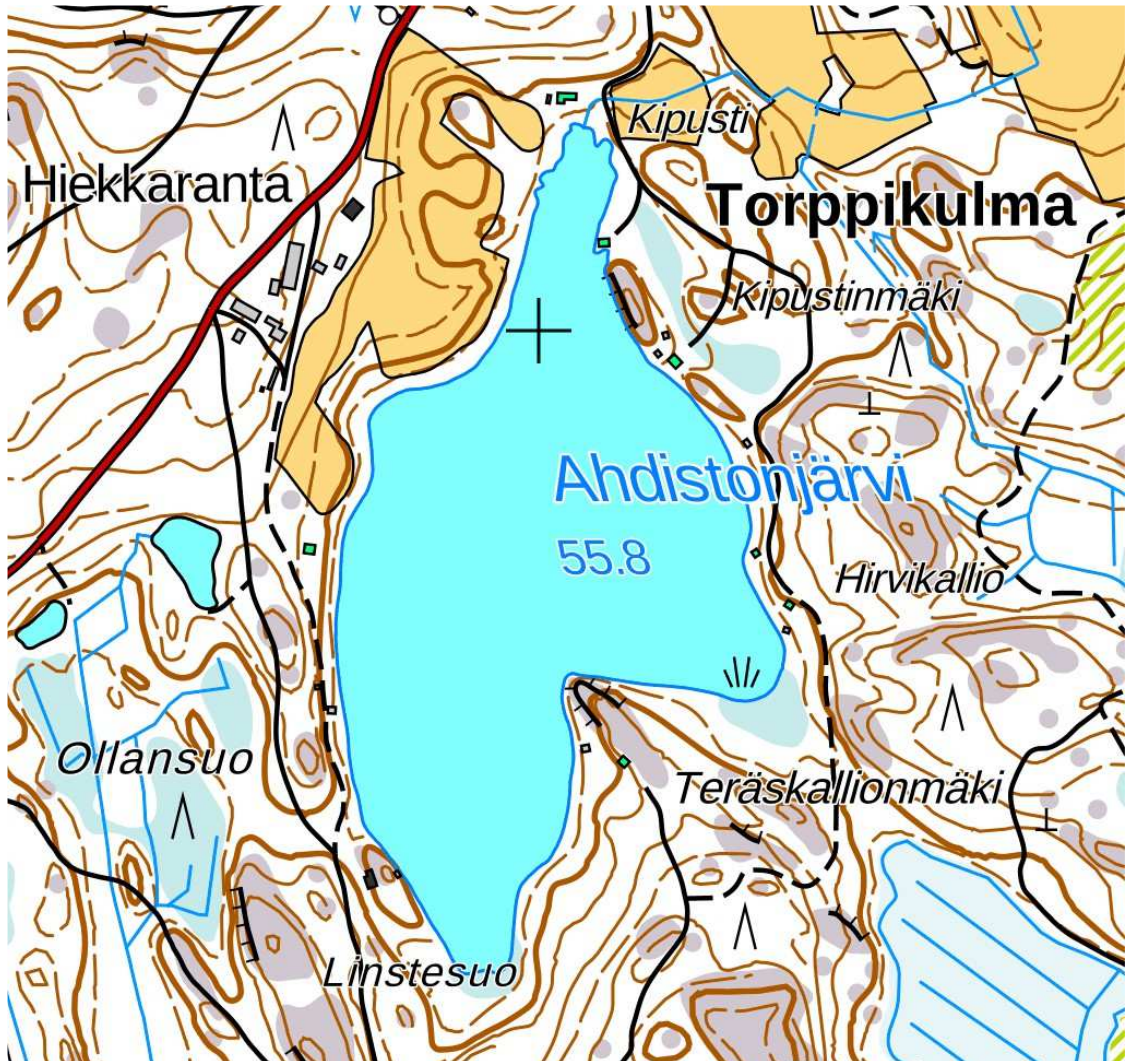 Kipusti
Hiekkaranta
Torppikulma
Kipustinmäki
Ahdistonjärvi
55.8
Hirvikallio
Ollansuo
Teräskallionmäki
Linstesuo